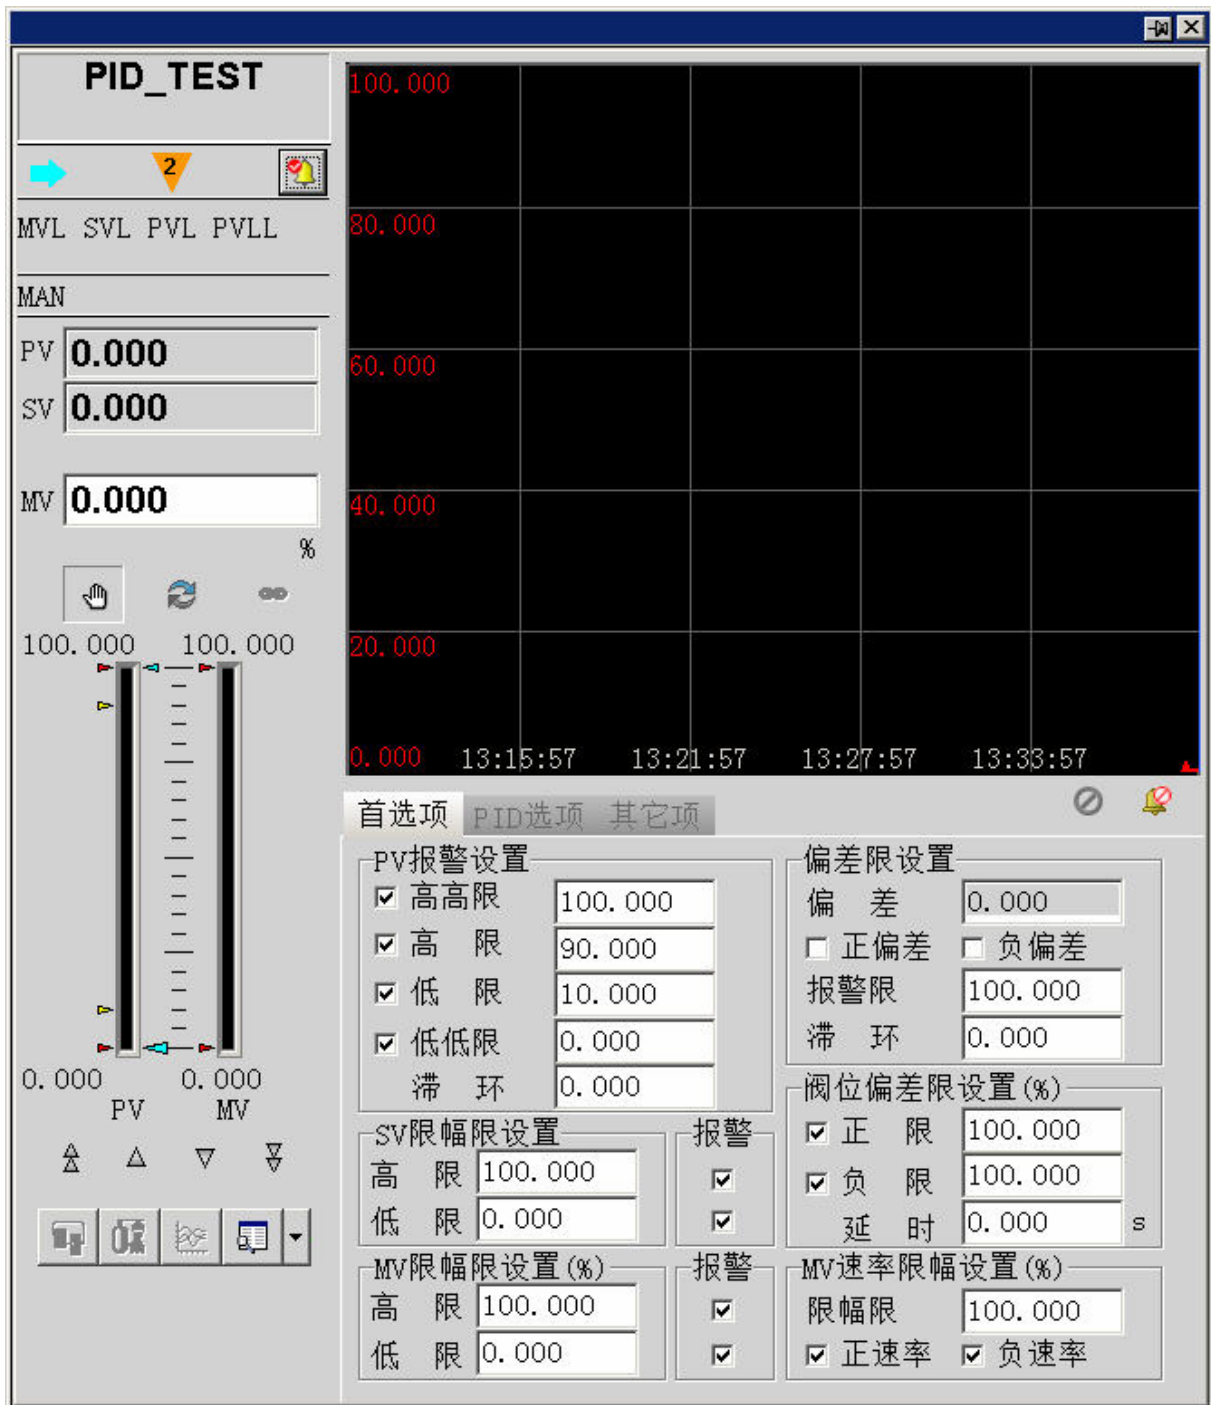 PID_TEST
2
MVL SVL PVL PVLL
MAN
PV 0.000
SV 0.000
MV 0.000
%
100.000 100.000
0.000 0.000
PV MV
100.000
80.000
60.000
40.000
20.000
0.000 13:15:57 13:21:57 13:27:57 13:33:57
首选项 PID选项 其它项
PV报警设置
高高限 100.000
高 限 90.000
低 限 10.000
低低限 0.000
滞 环 0.000
SV限幅限设置 报警
高 限 100.000
低 限 0.000
MV限幅限设置(%) 报警
高 限 100.000
低 限 0.000
偏差限设置
偏 差 0.000
正偏差 负偏差
报警限 100.000
滞 环 0.000
阀位偏差限设置(%)
正 限 100.000
负 限 100.000
延 时 0.000 s
MV速率限幅设置(%)
限幅限 100.000
正速率 负速率